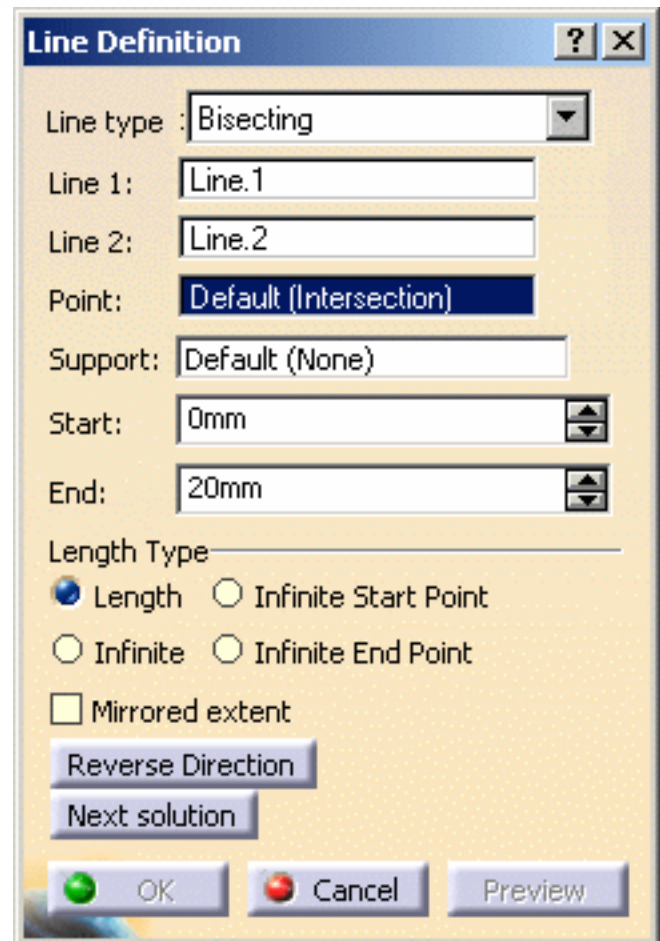 Line Definition ? X
Line type : Bisecting
Line 1: Line.1
Line 2: Line.2
Point: Default (Intersection)
Support: Default (None)
Start: 0mm
End: 20mm
Length Type
Length Infinite Start Point
Infinite Infinite End Point
Mirrored extent
Reverse Direction
Next solution
OK Cancel Preview